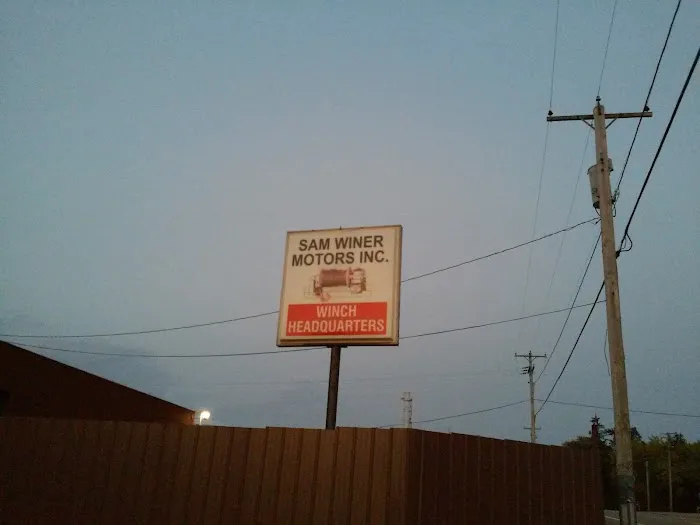 SAM WINER
MOTORS INC.
WINCH
HEADQUARTERS